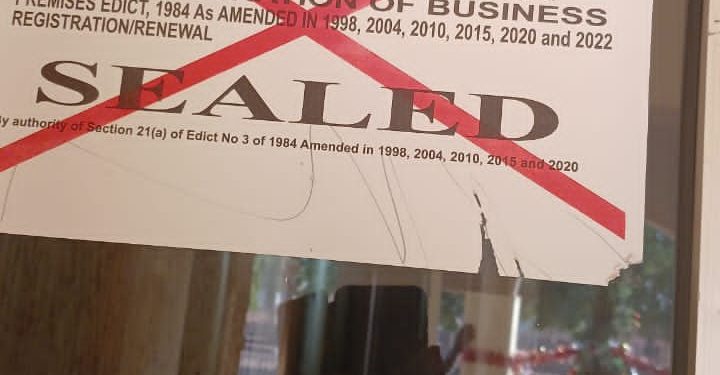 OF BUSINESS
PREMISES EDICT, 1984 As AMENDED IN 1998, 2004, 2010, 2015, 2020 and 2022
REGISTRATION/RENEWAL
SEALED
By authority of Section 21(a) of Edict No 3 of 1984 Amended in 1998, 2004, 2010, 2015 and 2020